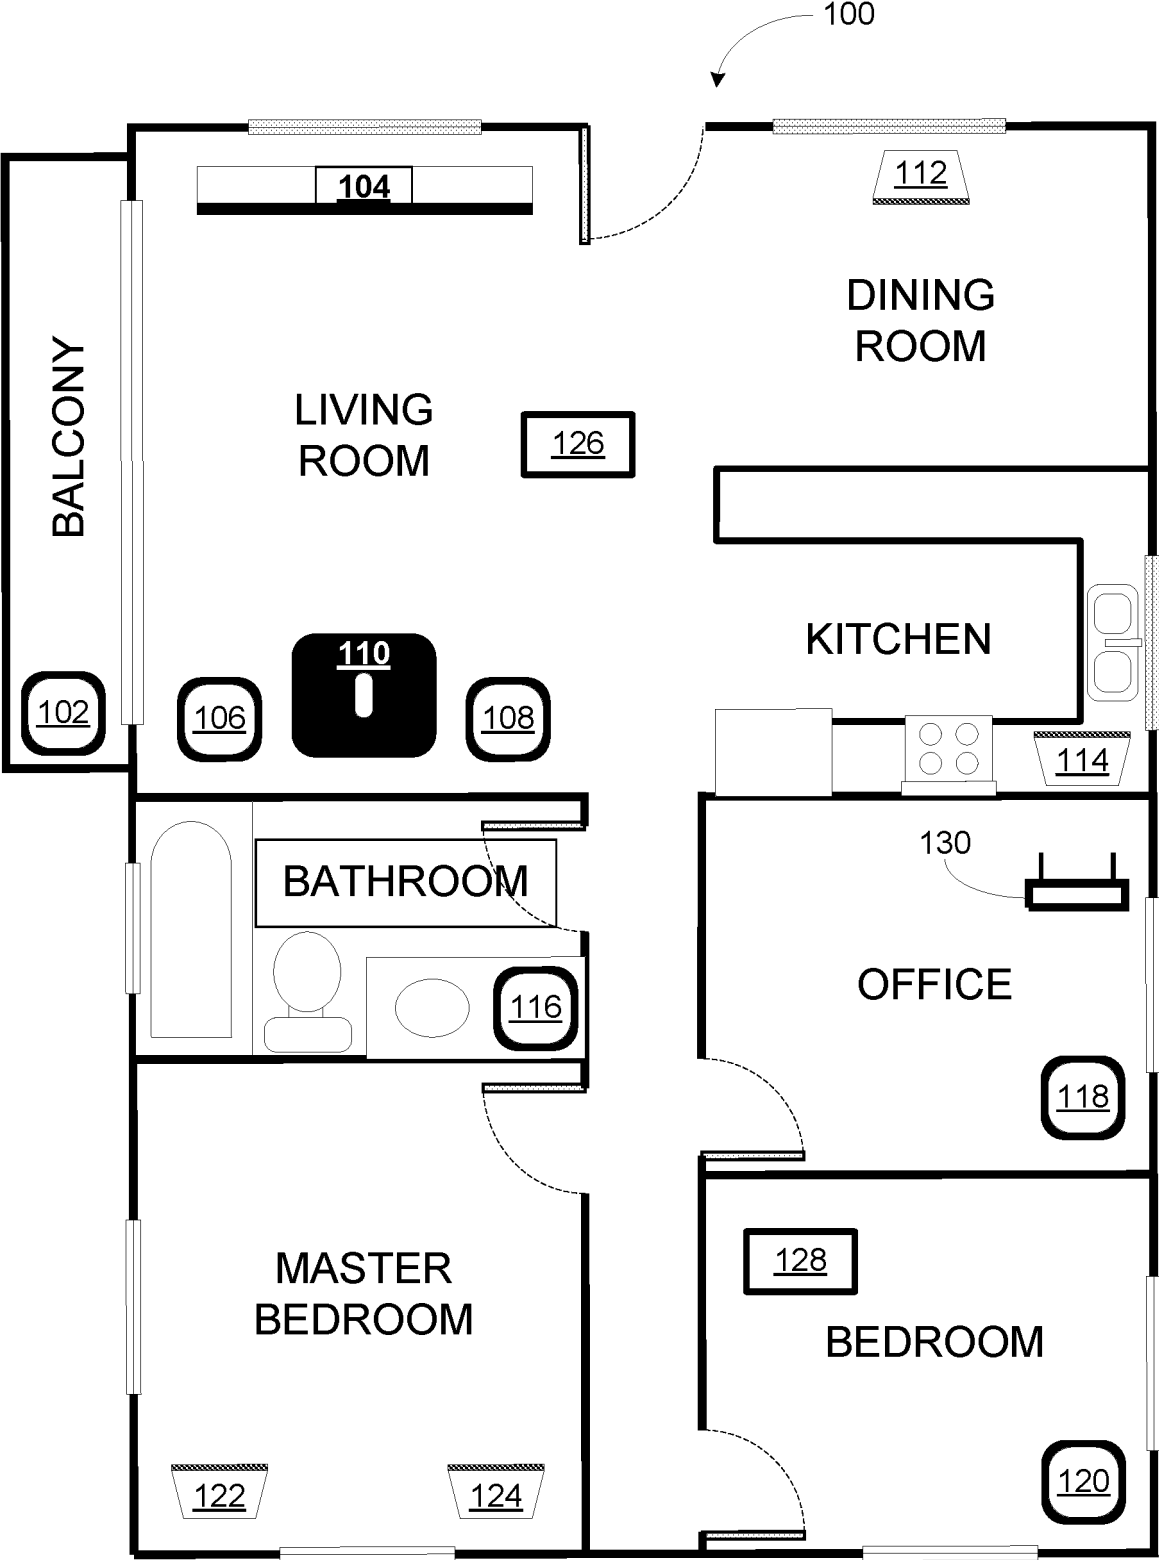 100
104
112
DINING
ROOM
BALCONY
LIVING
ROOM
126
KITCHEN
110
102
106
108
114
130
BATHROOM
OFFICE
116
118
MASTER
BEDROOM
128
BEDROOM
122
124
120